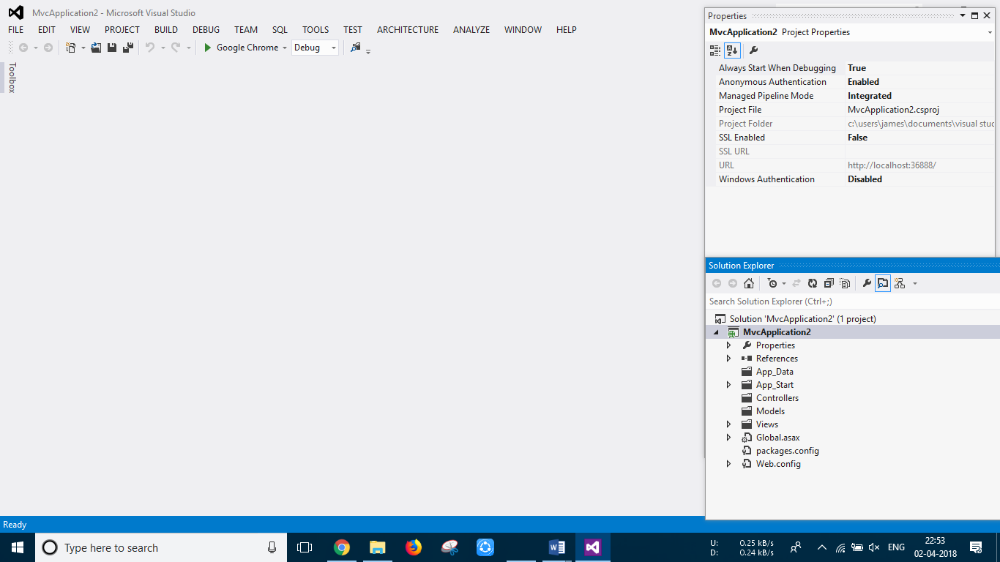 MvcApplication2 - Microsoft Visual Studio
FILE EDIT VIEW PROJECT BUILD DEBUG TEAM SQL TOOLS TEST ARCHITECTURE ANALYZE WINDOW HELP
Google Chrome Debug
Toolbox
Properties
MvcApplication2 Project Properties
Always Start When Debugging True
Anonymous Authentication Enabled
Managed Pipeline Mode Integrated
Project File MvcApplication2.csproj
Project Folder c:\users\james\documents\visual stuc
SSL Enabled False
SSL URL
URL http://localhost:36888/
Windows Authentication Disabled
Solution Explorer
Search Solution Explorer (Ctrl+;)
Solution 'MvcApplication2' (1 project)
MvcApplication2
Properties
References
App_Data
App_Start
Controllers
Models
Views
Global.asax
packages.config
Web.config
Ready
Type here to search
U: 0.25 kB/s
D: 0.24 kB/s
ENG
22:53
02-04-2018